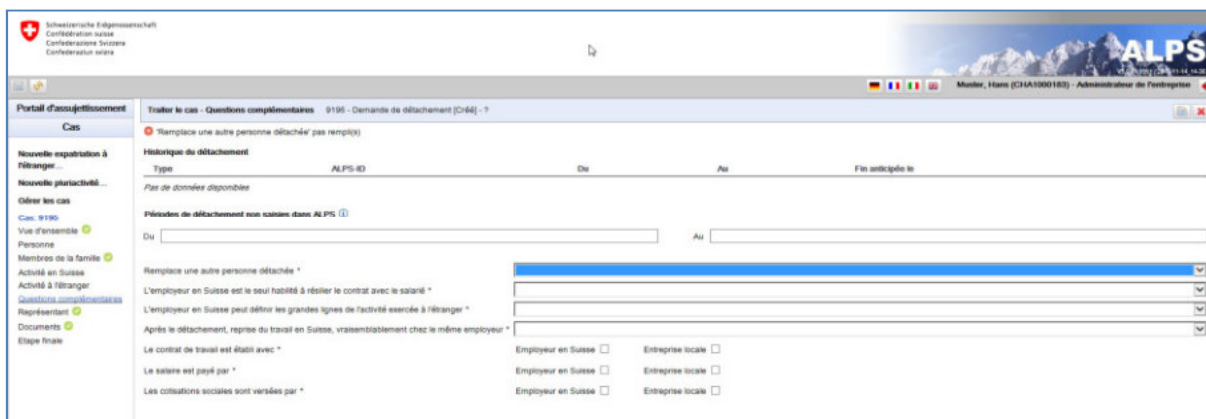 Schweizerische Eidgenossenschaft
Confédération suisse
Confederazione Svizzera
Confederaziun svizra
ALPS
Muster, Hans (CHA1000183) - Administrateur de l'entreprise
Portail d'assujettissement
Cas
Nouvelle expatriation à
l'étranger...
Nouvelle pluriactivité...
Gérer les cas
Cas: 9195
Vue d'ensemble
Personne
Membres de la famille
Activité en Suisse
Activité à l'étranger
Questions complémentaires
Représentant
Documents
Etape finale
Traiter le cas - Questions complémentaires 9195 - Demande de détachement [Créé] - ?
'Remplace une autre personne détachée' pas rempli(s)
Historique du détachement
Type ALPS-ID Du Au Fin anticipée le
Pas de données disponibles
Périodes de détachement non saisies dans ALPS
Du Au
Remplace une autre personne détachée *
L'employeur en Suisse est le seul habilité à résilier le contrat avec le salarié *
L'employeur en Suisse peut définir les grandes lignes de l'activité exercée à l'étranger *
Après le détachement, reprise du travail en Suisse, vraisemblablement chez le même employeur *
Le contrat de travail est établi avec * Employeur en Suisse Entreprise locale
Le salaire est payé par * Employeur en Suisse Entreprise locale
Les cotisations sociales sont versées par * Employeur en Suisse Entreprise locale